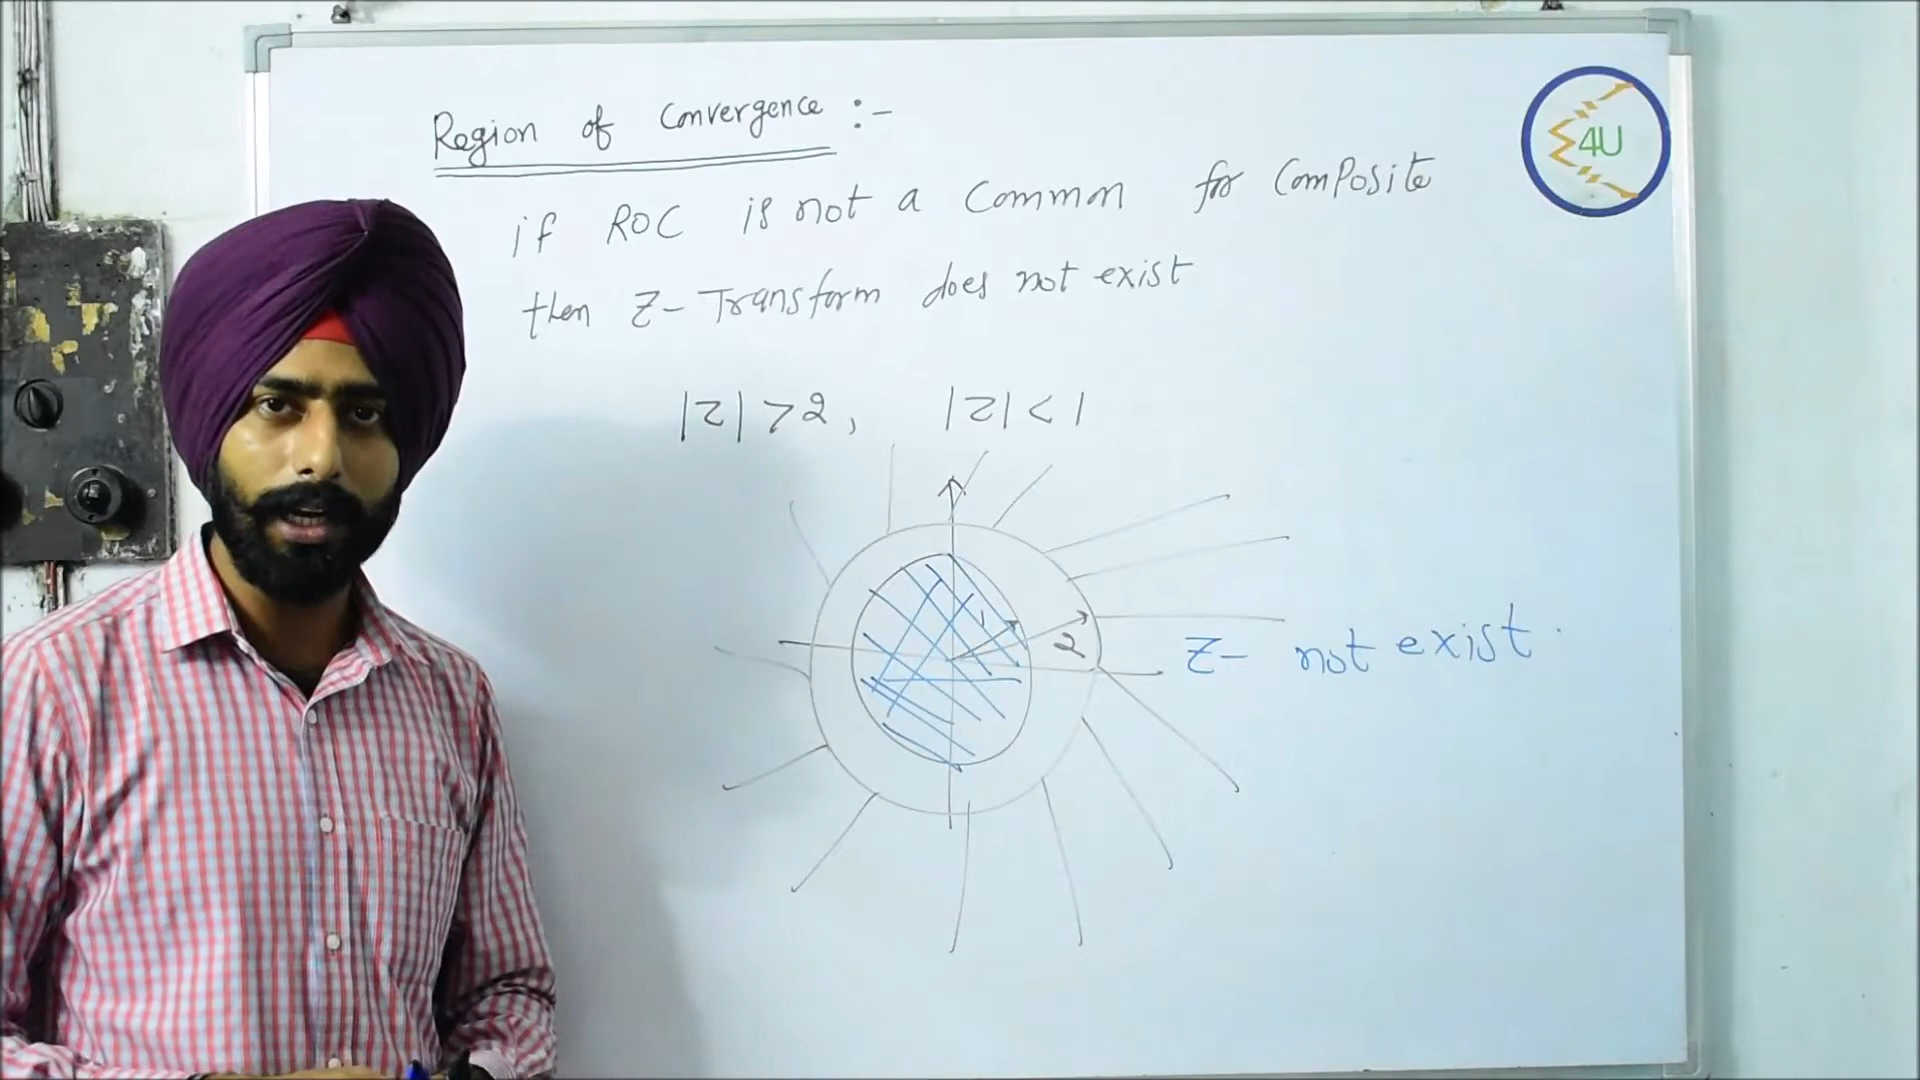 Region of Convergence :-
if ROC is not a Common for Composite
then Z-Transform does not exist
|z| > 2, |z| < 1
1
2
Z- not exist.
4U